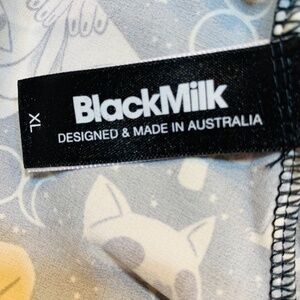 BlackMilk
DESIGNED & MADE IN AUSTRALIA
XL